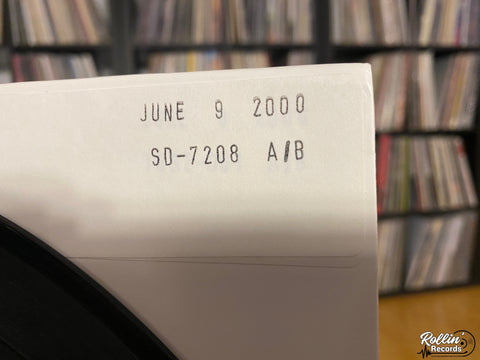 JUNE 9 2000
SD-7208 A/B
Rollin'
Records